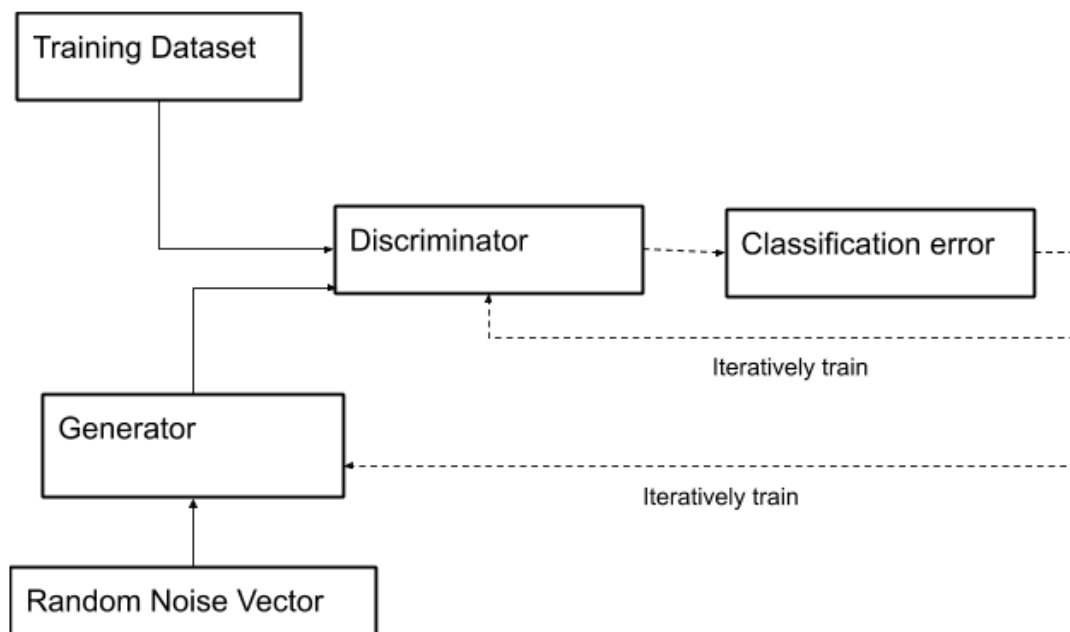 Training Dataset
Discriminator
Classification error
Iteratively train
Generator
Iteratively train
Random Noise Vector